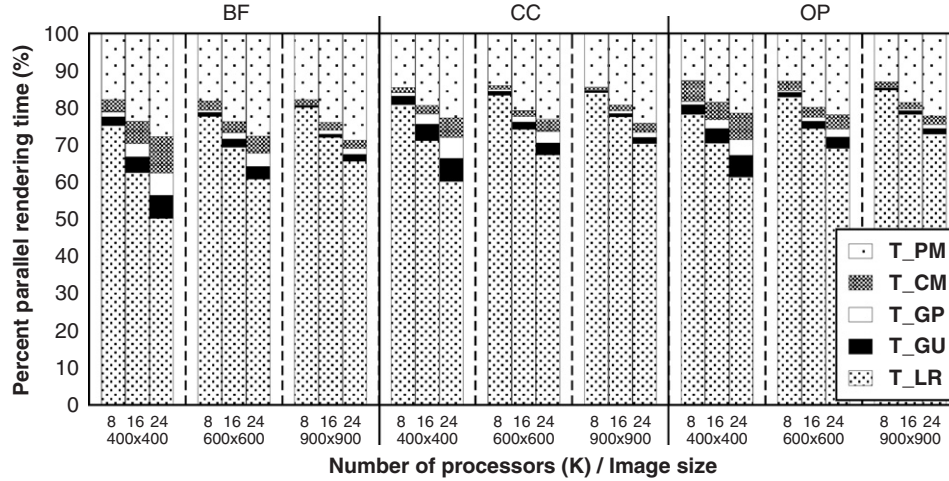 BF CC OP
Percent parallel rendering time (%)
100
90
80
70
60
50
40
30
20
10
0
T_PM
T_CM
T_GP
T_GU
T_LR
8 16 24 8 16 24 8 16 24 8 16 24 8 16 24 8 16 24 8 16 24 8 16 24 8 16 24
400x400 600x600 900x900 400x400 600x600 900x900 400x400 600x600 900x900
Number of processors (K) / Image size